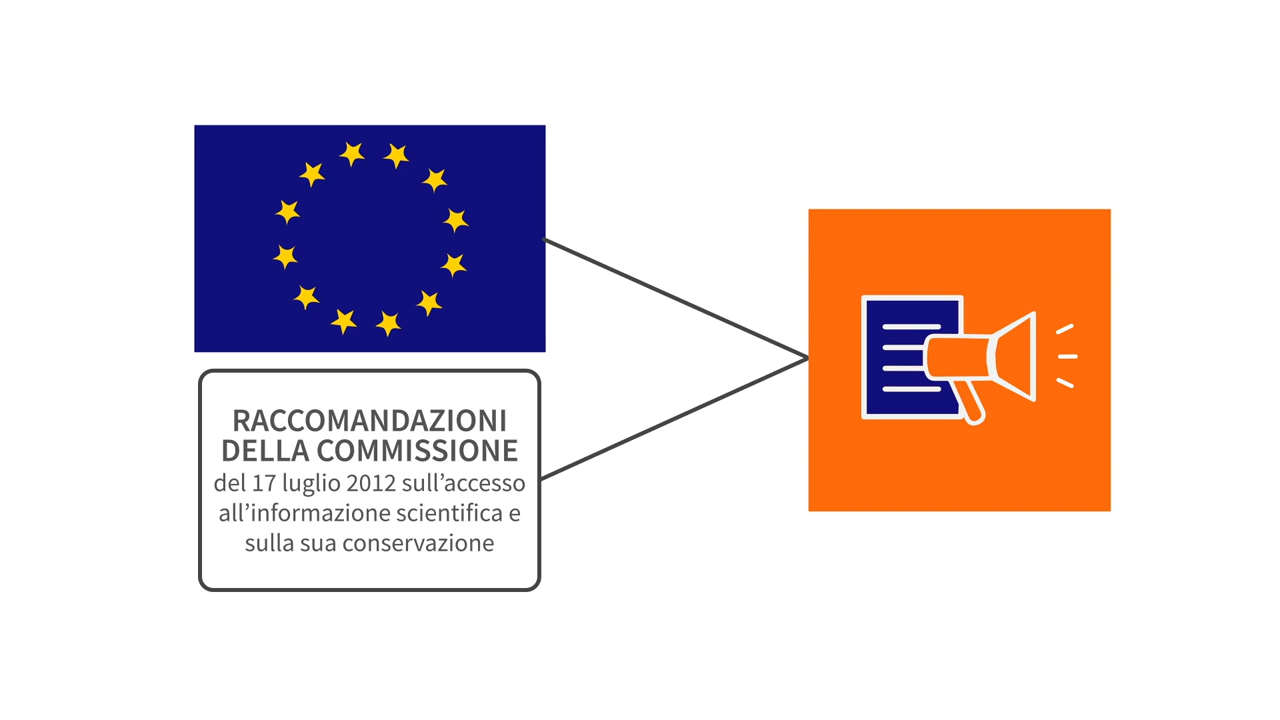 RACCOMANDAZIONI
DELLA COMMISSIONE
del 17 luglio 2012 sull’accesso
all’informazione scientifica e
sulla sua conservazione